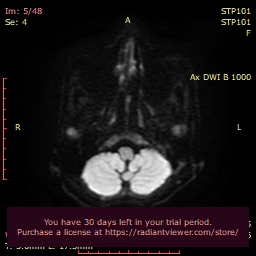 Im: 5/48
Se: 4
A
STP101
STP101
F
Ax DWI B 1000
R
L
You have 30 days left in your trial period.
Purchase a license at https://radiantviewer.com/store/